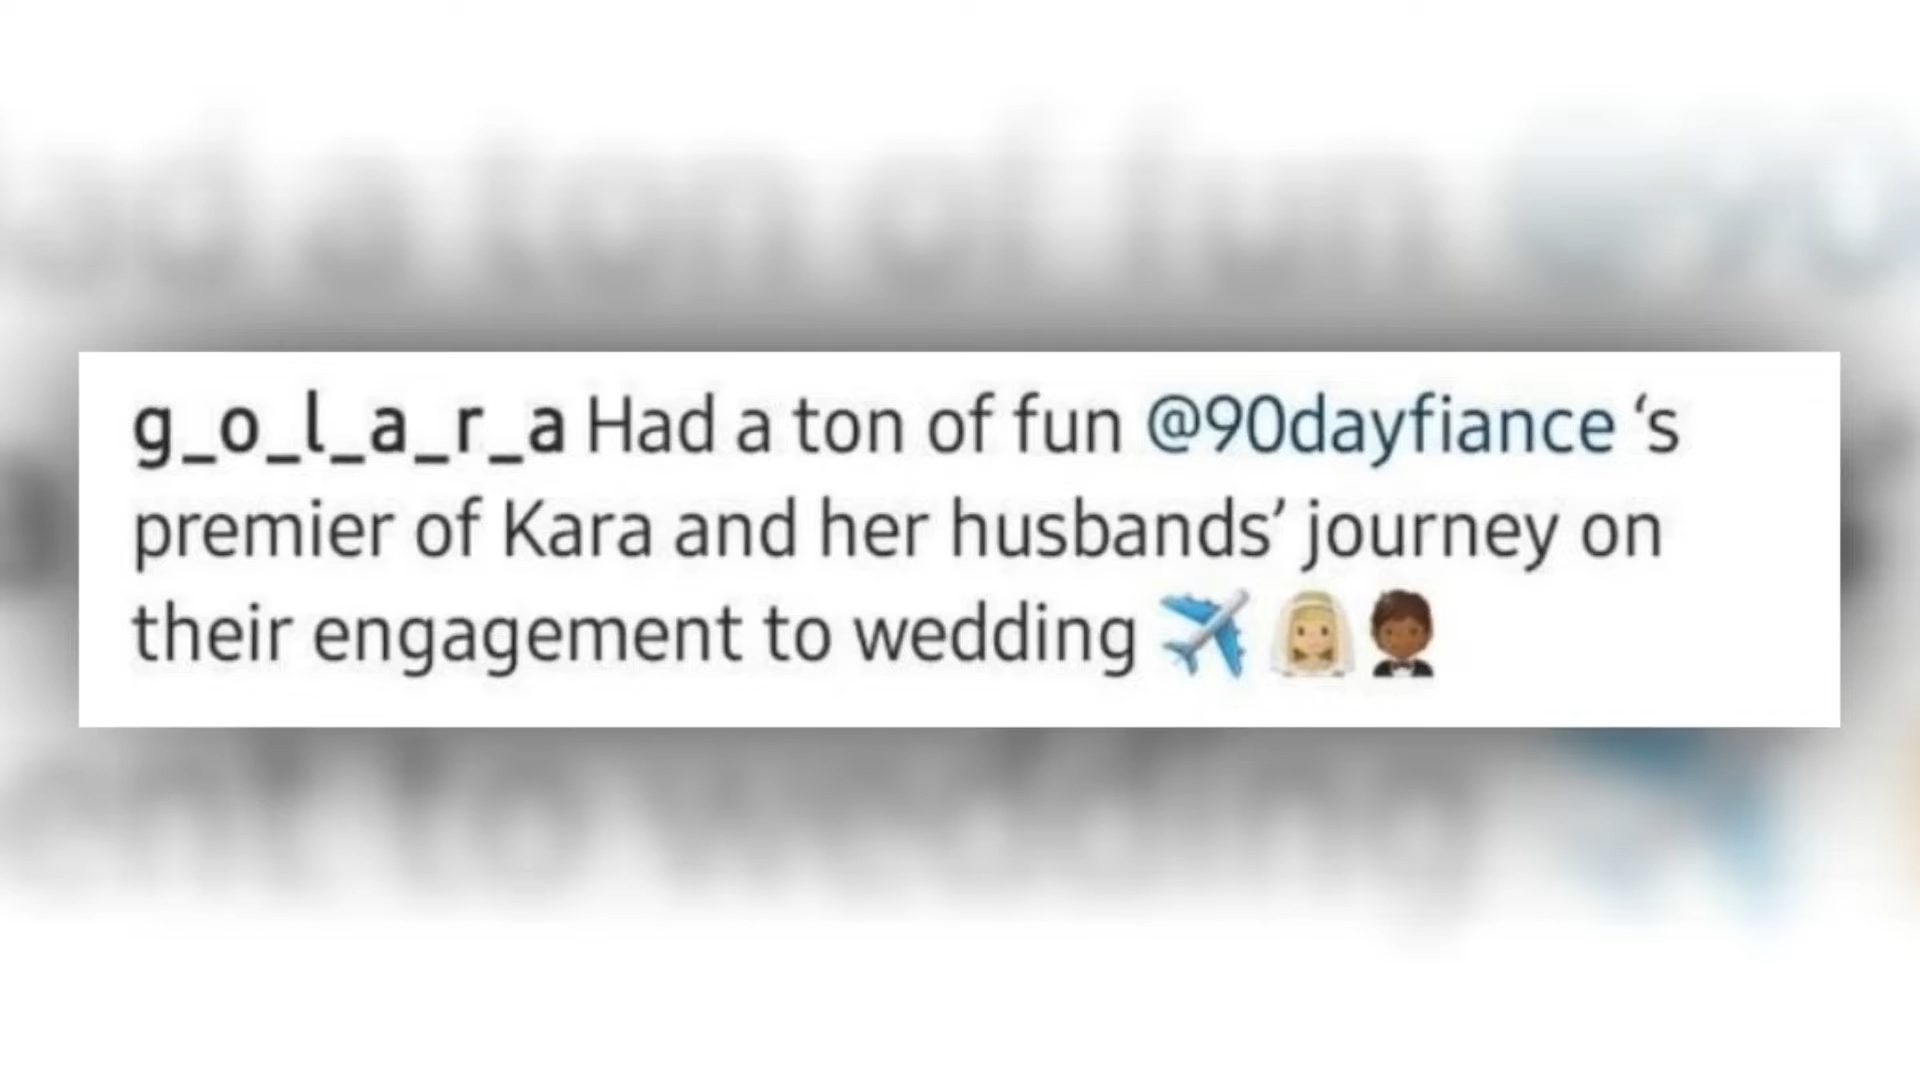 g_o_l_a_r_a Had a ton of fun @90dayfiance ‘s
premier of Kara and her husbands’ journey on
their engagement to wedding ✈️👰🏼🤵🏾